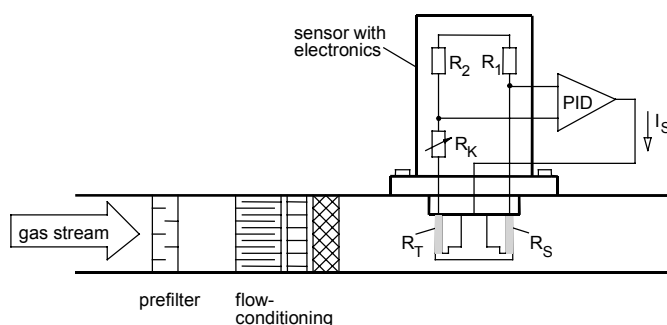 sensor with
electronics
R2
R1
PID
IS
RK
gas stream
RT
RS
prefilter
flow-
conditioning